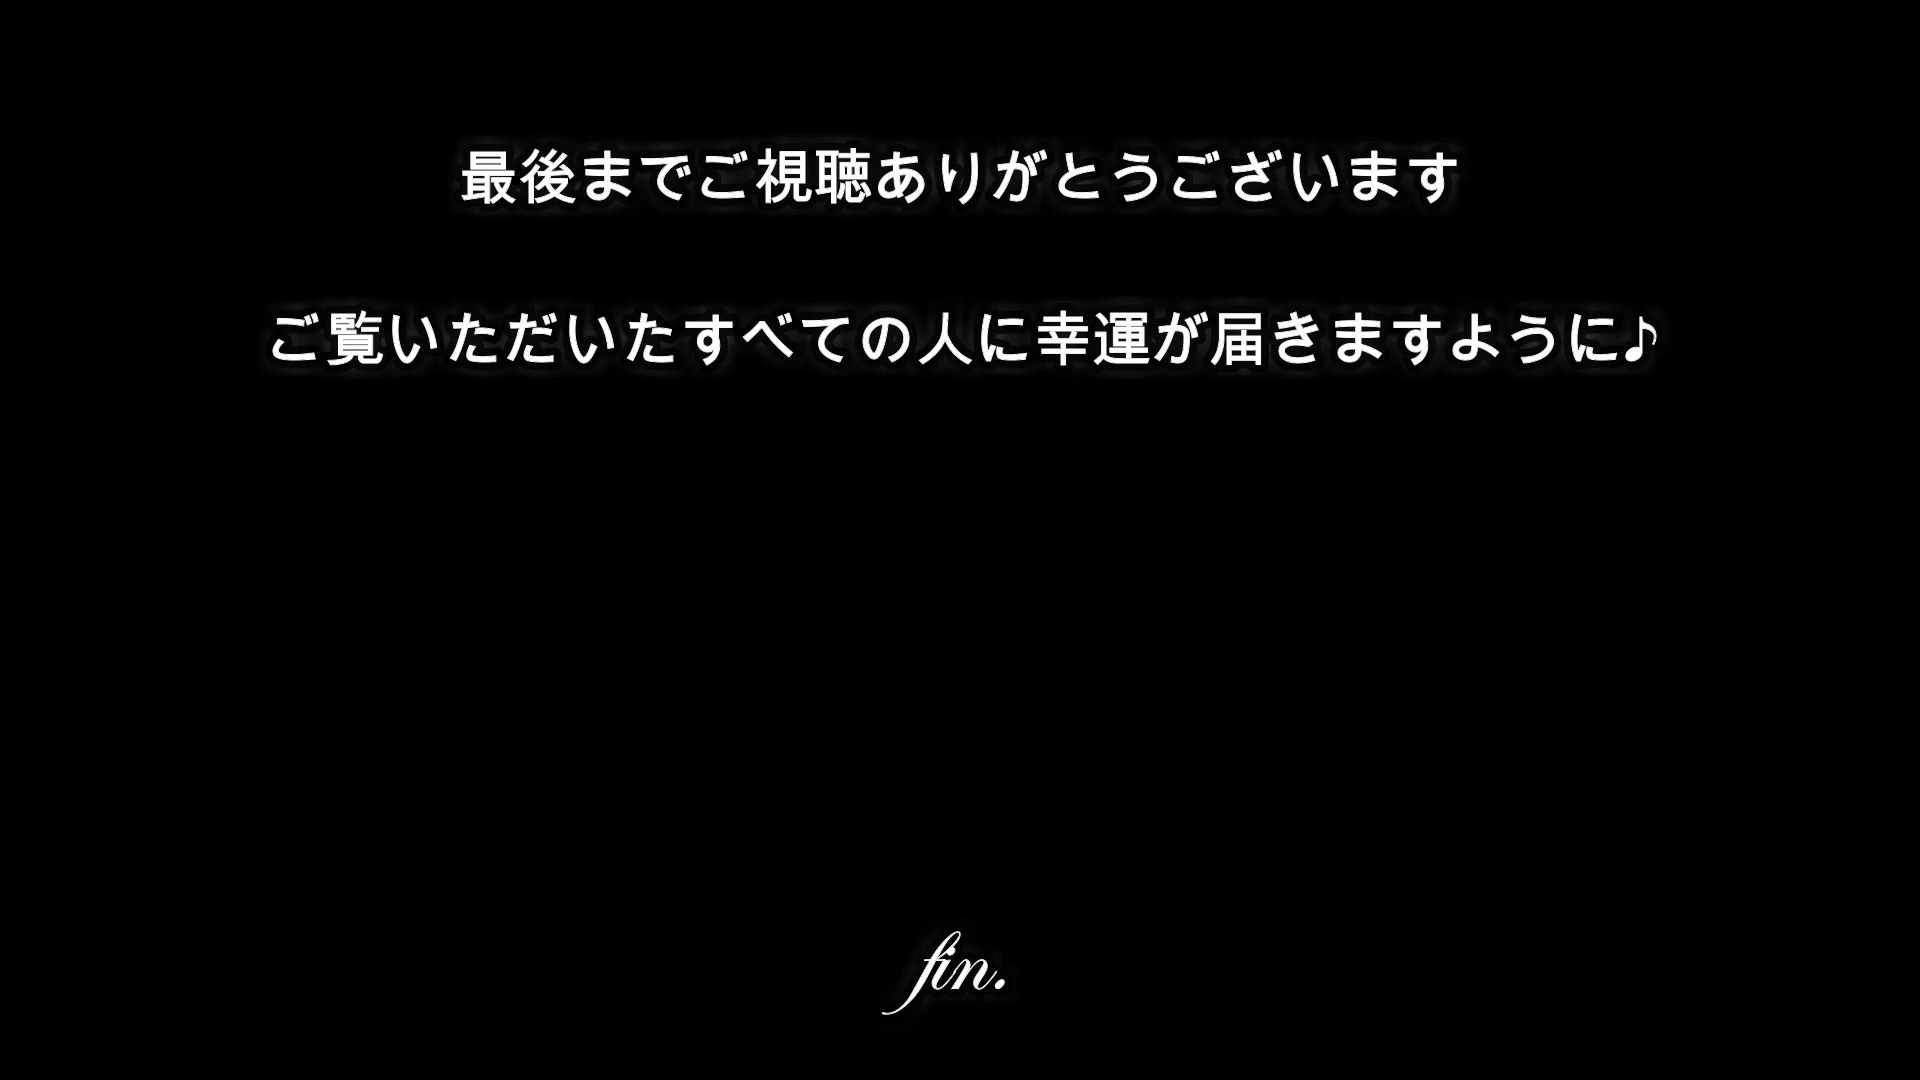 最後までご視聴ありがとうございます
ご覧いただいたすべての人に幸運が届きますように♪
fin.